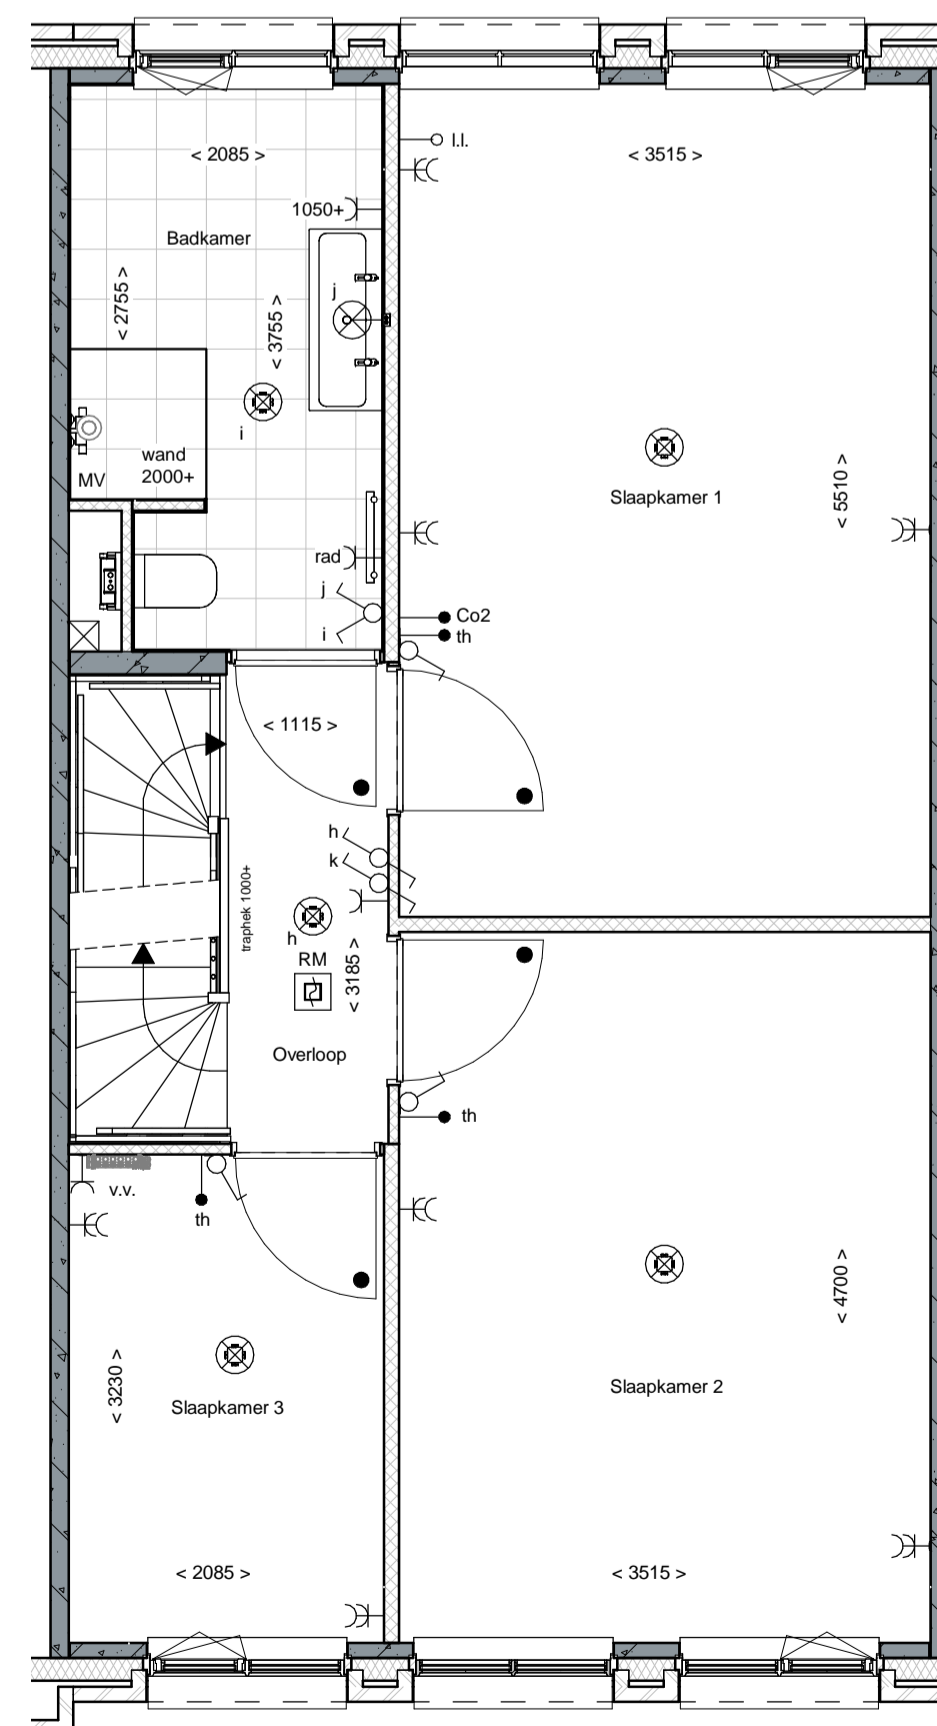 l.l.
< 2085 >
< 3515 >
1050+
Badkamer
< 2755 >
< 3755 >
j
i
wand
2000+
MV
Slaapkamer 1
< 5510 >
rad
j
i
Co2
th
< 1115 >
h
k
traphek 1000+
h
RM
< 3185 >
Overloop
th
v.v.
th
< 4700 >
< 3230 >
Slaapkamer 3
Slaapkamer 2
< 2085 >
< 3515 >